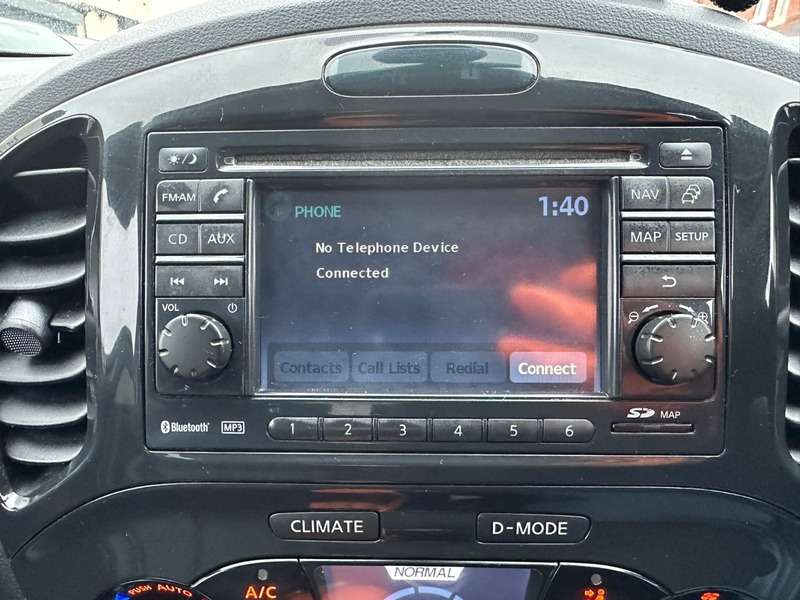 FM·AM
CD AUX
VOL
PHONE 1:40
No Telephone Device
Connected
Contacts Call Lists Redial Connect
NAV
MAP SETUP
Bluetooth MP3
1 2 3 4 5 6
SD MAP
CLIMATE D-MODE
NORMAL
PUSH AUTO A/C